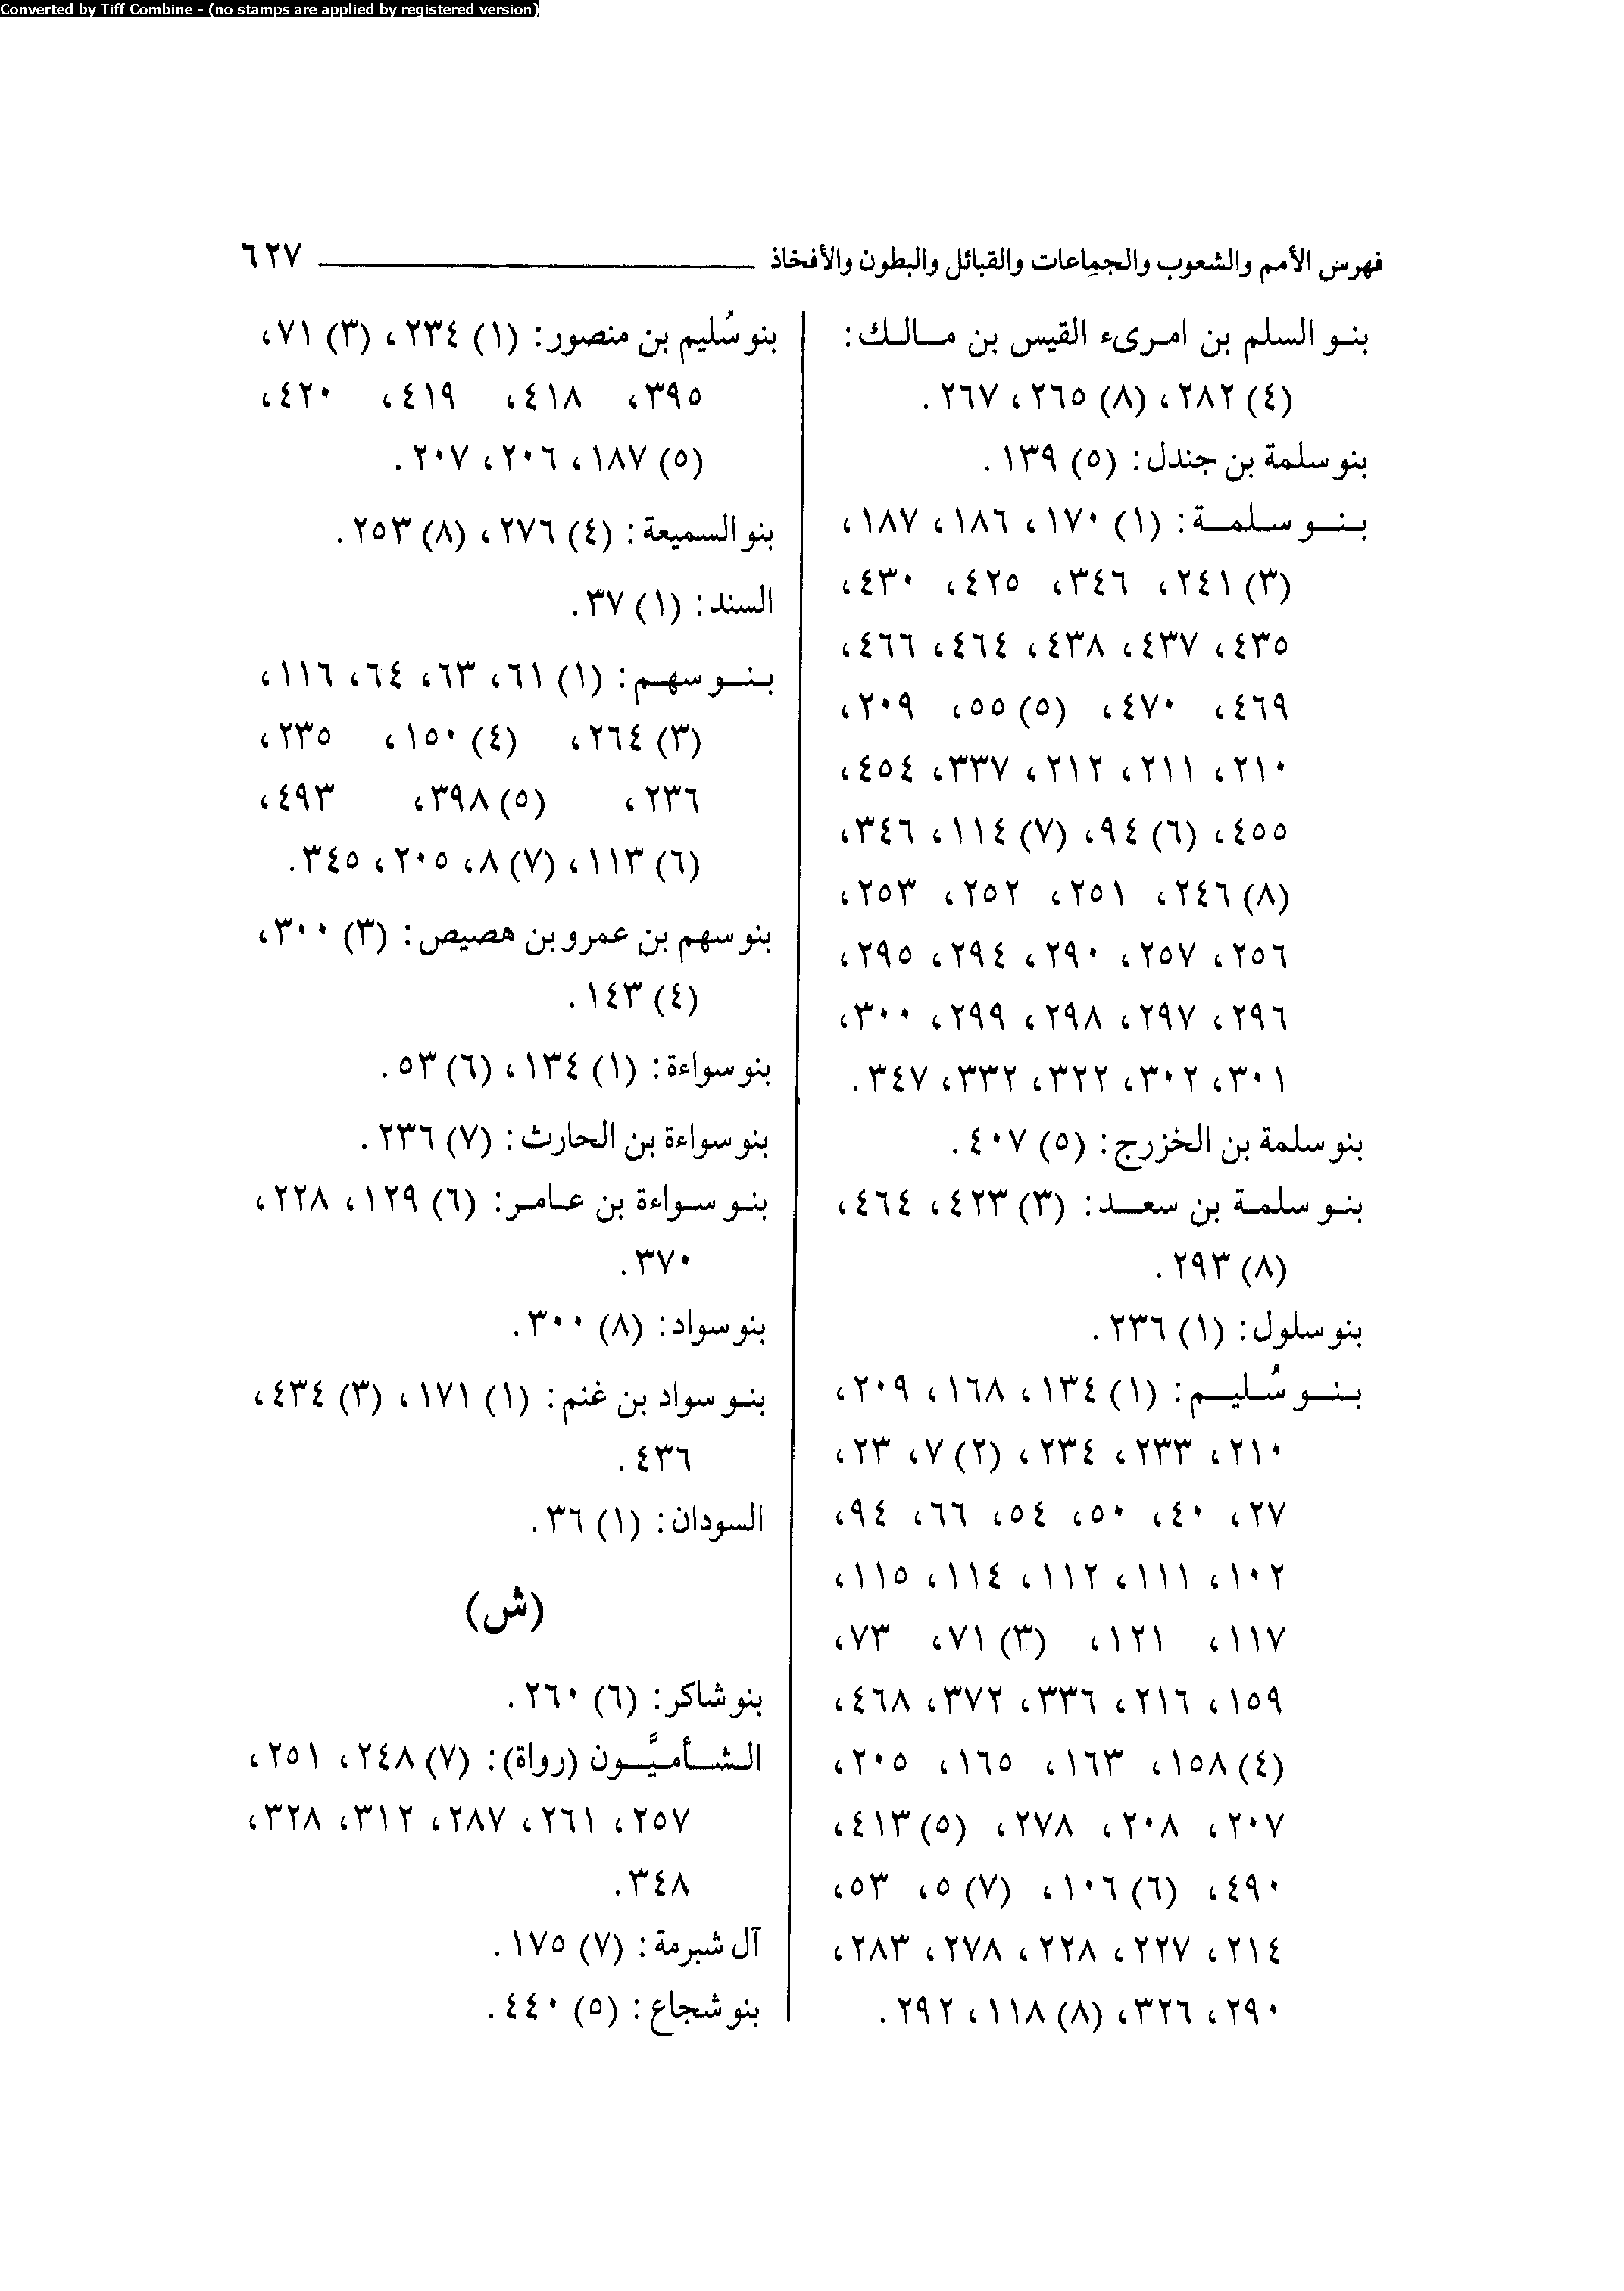 Converted by Tiff Combine - (no stamps are applied by registered version)
فهرس الأمم والشعوب والجماعات والقبائل والبطون والأفخاذ ٦٢٧
بنو السلم بن امرىء القيس بن مالك:
(٤) ٢٨٢، (٨) ٢٦٥، ٢٦٧.
بنو سلمة بن جندل: (٥) ١٣٩.
بنو سلمة: (١) ١٧٠، ١٨٦، ١٨٧،
(٣) ٢٤١، ٣٤٦، ٤٢٥، ٤٣٠،
٤٣٥، ٤٣٧، ٤٣٨، ٤٦٤، ٤٦٦،
٤٦٩، ٤٧٠، (٥) ٥٥، ٢٠٩،
٢١٠، ٢١١، ٢١٢، ٣٣٧، ٤٥٤،
٤٥٥، (٦) ٩٤، (٧) ١١٤، ٣٤٦،
(٨) ٢٤٦، ٢٥١، ٢٥٢، ٢٥٣،
٢٥٦، ٢٥٧، ٢٩٠، ٢٩٤، ٢٩٥،
٢٩٦، ٢٩٧، ٢٩٨، ٢٩٩، ٣٠٠،
٣٠١، ٣٠٢، ٣٢٢، ٣٣٢، ٣٤٧.
بنو سلمة بن الخزرج: (٥) ٤٠٧.
بنو سلمة بن سعد: (٣) ٤٢٣، ٤٦٤،
(٨) ٢٩٣.
بنو سلول: (١) ٢٣٦.
بنو سُليم: (١) ١٣٤، ١٦٨، ٢٠٩،
٢١٠، ٢٣٣، ٢٣٤، (٢) ٧، ٢٣،
٢٧، ٤٠، ٥٠، ٥٤، ٦٦، ٩٤،
١٠٢، ١١١، ١١٢، ١١٤، ١١٥،
١١٧، ١٢١، (٣) ٧١، ٧٣،
١٥٩، ٢١٦، ٣٣٦، ٣٧٢، ٤٦٨،
(٤) ١٥٨، ١٦٣، ١٦٥، ٢٠٥،
٢٠٧، ٢٠٨، ٢٧٨، (٥) ٤١٣،
٤٩٠، (٦) ١٠٦، (٧) ٥، ٥٣،
٢١٤، ٢٢٧، ٢٢٨، ٢٧٨، ٢٨٣،
٢٩٠، ٣٢٦، (٨) ١١٨، ٢٩٢.
بنو سُليم بن منصور: (١) ٢٣٤، (٣) ٧١،
٣٩٥، ٤١٨، ٤١٩، ٤٢٠،
(٥) ١٨٧، ٢٠٦، ٢٠٧.
بنو السميعة: (٤) ٢٧٦، (٨) ٢٥٣.
السند: (١) ٣٧.
بنو سهم: (١) ٦١، ٦٣، ٦٤، ١١٦،
(٣) ٢٦٤، (٤) ١٥٠، ٢٣٥،
٢٣٦، (٥) ٣٩٨، ٤٩٣،
(٦) ١١٣، (٧) ٨، ٢٠٥، ٣٤٥.
بنو سهم بن عمرو بن هصيص: (٣) ٣٠٠،
(٤) ١٤٣.
بنو سواءة: (١) ١٣٤، (٦) ٥٣.
بنو سواءة بن الحارث: (٧) ٢٣٦.
بنو سواءة بن عامر: (٦) ١٢٩، ٢٢٨،
٣٧٠.
بنو سواد: (٨) ٣٠٠.
بنو سواد بن غنم: (١) ١٧١، (٣) ٤٣٤،
٤٣٦.
السودان: (١) ٣٦.
(ش)
بنو شاكر: (٦) ٢٦٠.
الشأميَّون (رواة): (٧) ٢٤٨، ٢٥١،
٢٥٧، ٢٦١، ٢٨٧، ٣١٢، ٣٢٨،
٣٤٨.
آل شبرمة: (٧) ١٧٥.
بنو شجاع: (٥) ٤٤٠.